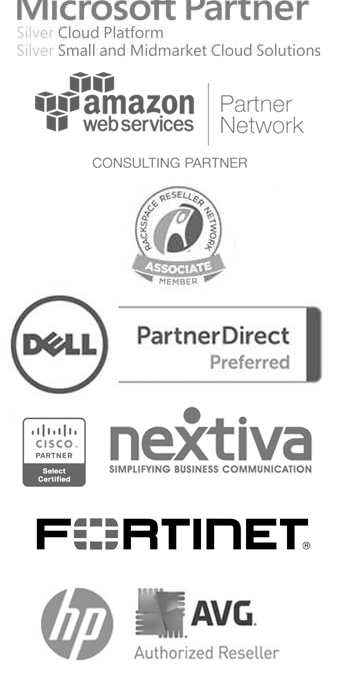 Microsoft Partner
Silver Cloud Platform
Silver Small and Midmarket Cloud Solutions
amazon
web services
Partner
Network
CONSULTING PARTNER
RACKSPACE RESELLER NETWORK
ASSOCIATE
MEMBER
DELL
PartnerDirect
Preferred
CISCO™
PARTNER
Select
Certified
nextiva
SIMPLIFYING BUSINESS COMMUNICATION
FORTINET®
hp
AVG.
Authorized Reseller